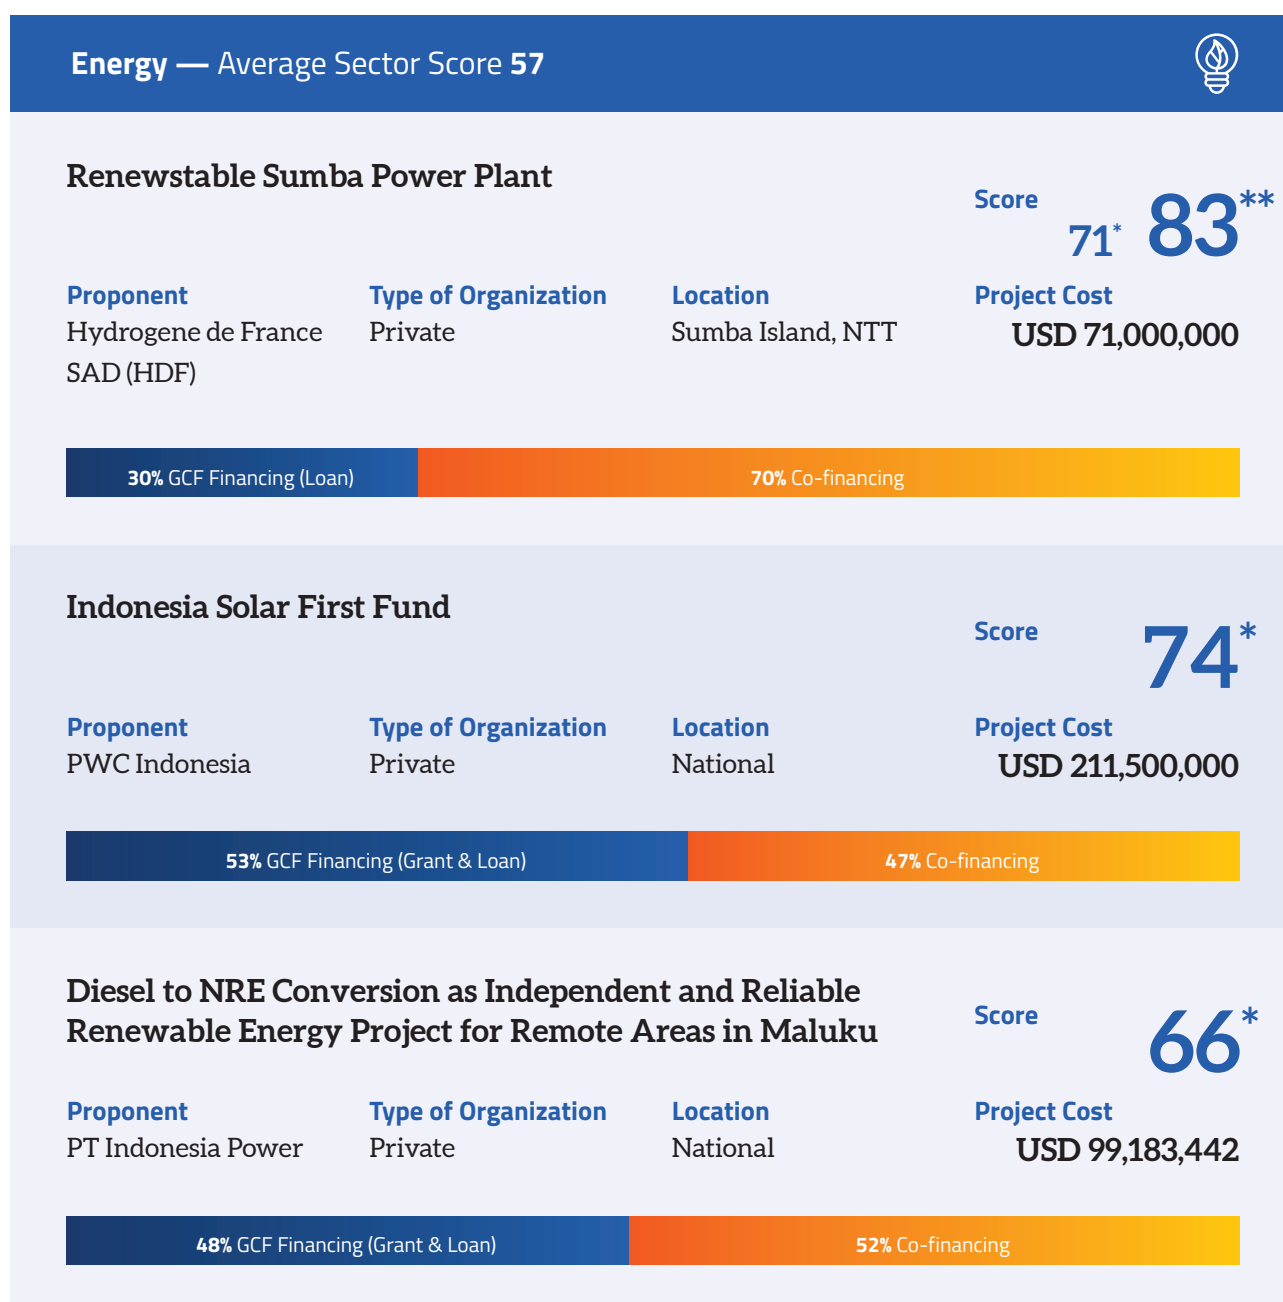 Energy — Average Sector Score 57
Renewstable Sumba Power Plant
Score
71* 83**
Proponent
Hydrogene de France
SAD (HDF)
Type of Organization
Private
Location
Sumba Island, NTT
Project Cost
USD 71,000,000
30% GCF Financing (Loan)
70% Co-financing
Indonesia Solar First Fund
Score
74*
Proponent
PWC Indonesia
Type of Organization
Private
Location
National
Project Cost
USD 211,500,000
53% GCF Financing (Grant & Loan)
47% Co-financing
Diesel to NRE Conversion as Independent and Reliable
Renewable Energy Project for Remote Areas in Maluku
Score
66*
Proponent
PT Indonesia Power
Type of Organization
Private
Location
National
Project Cost
USD 99,183,442
48% GCF Financing (Grant & Loan)
52% Co-financing